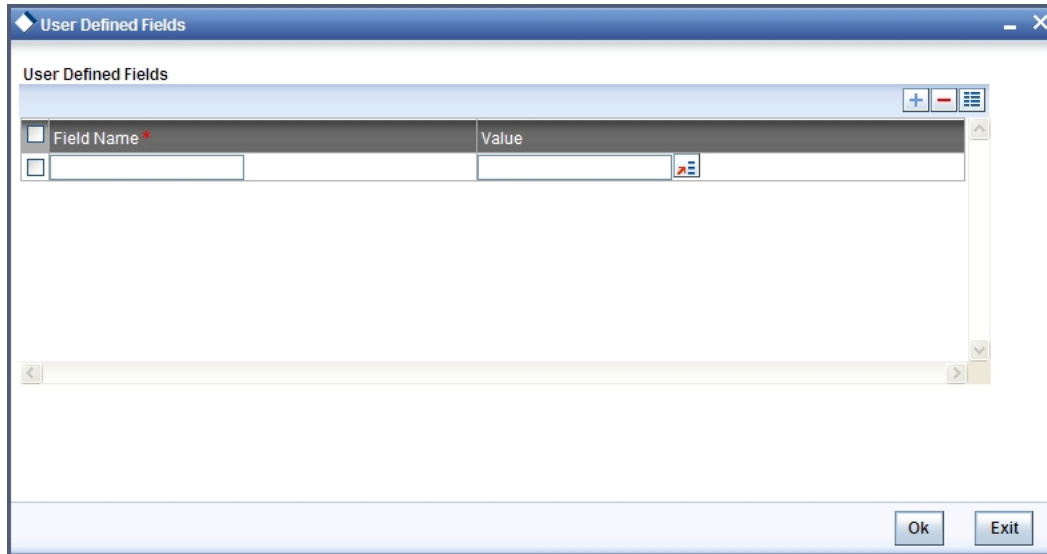 User Defined Fields
User Defined Fields
Field Name * Value
Ok Exit